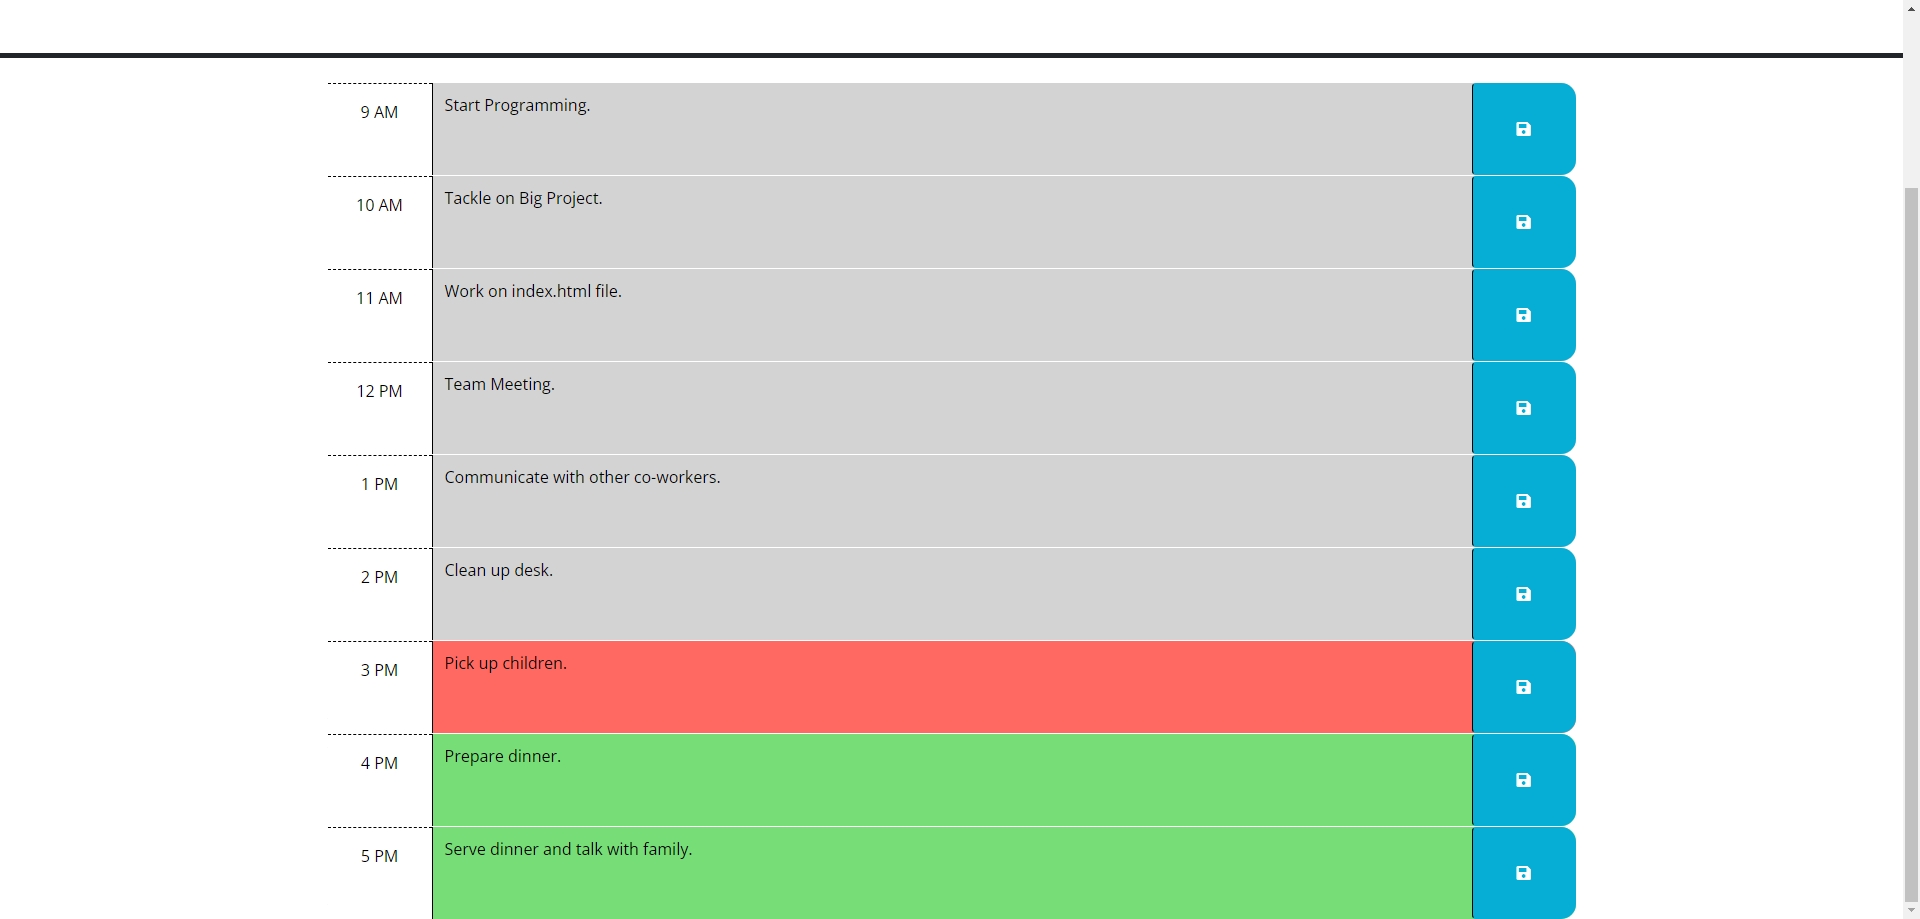 9 AM Start Programming.
10 AM Tackle on Big Project.
11 AM Work on index.html file.
12 PM Team Meeting.
1 PM Communicate with other co-workers.
2 PM Clean up desk.
3 PM Pick up children.
4 PM Prepare dinner.
5 PM Serve dinner and talk with family.